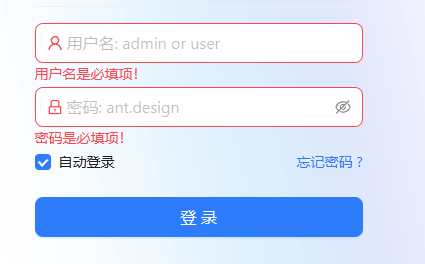 用户名: admin or user
用户名是必填项！
密码: ant.design
密码是必填项！
自动登录 忘记密码 ?
登 录